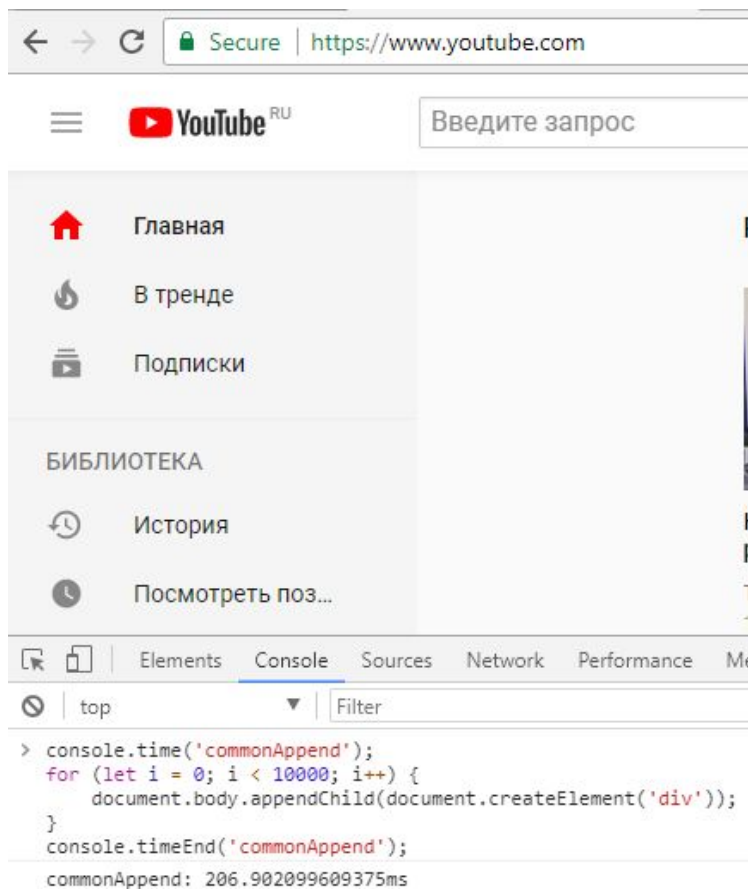 Secure | https://www.youtube.com
YouTube RU
Введите запрос
Главная
В тренде
Подписки
БИБЛИОТЕКА
История
Посмотреть поз...
Elements Console Sources Network Performance
top Filter
> console.time('commonAppend');
for (let i = 0; i < 10000; i++) {
document.body.appendChild(document.createElement('div'));
}
console.timeEnd('commonAppend');
commonAppend: 206.902099609375ms